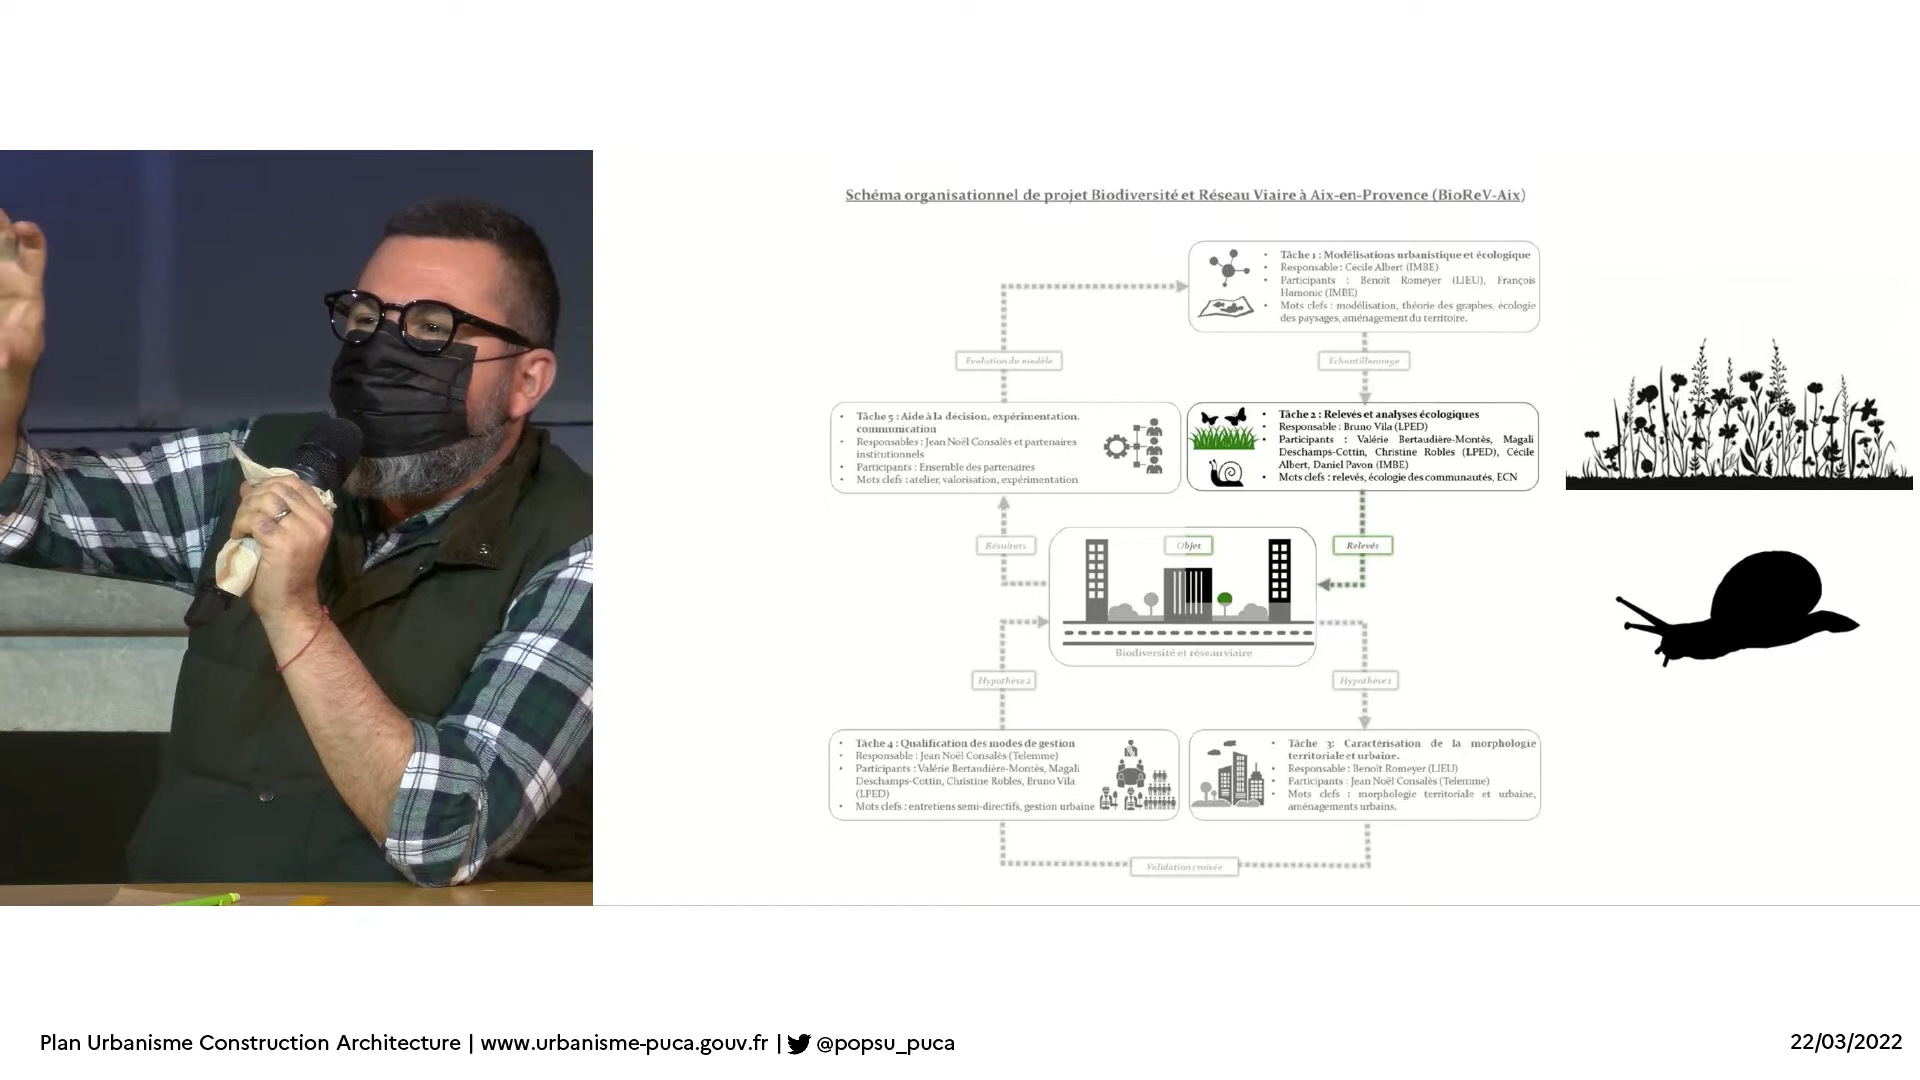 Schéma organisationnel de projet Biodiversité et Réseau Viaire à Aix-en-Provence (BioReV-Aix)
• Tâche 1 : Modélisations urbanistique et écologique
• Responsable : Cécile Albert (IMBE)
• Participants : Benoît Romeyer (LIEU), François
Hamonic (IMBE)
• Mots clefs : modélisation, théorie des graphes, écologie
des paysages, aménagement du territoire.
Evolution du modèle
Echantillonnage
• Tâche 5 : Aide à la décision, expérimentation,
communication
• Responsables : Jean Noël Consalès et partenaires
institutionnels
• Participants : Ensemble des partenaires
• Mots clefs : atelier, valorisation, expérimentation
• Tâche 2 : Relevés et analyses écologiques
• Responsable : Bruno Vila (LPED)
• Participants : Valérie Bertaudière-Montès, Magali
Deschamps-Cottin, Christine Robles (LPED), Cécile
Albert, Daniel Pavon (IMBE)
• Mots clefs : relevés, écologie des communautés, ECN
Résultats
Objet
Relevés
Biodiversité et réseau viaire
Hypothèse 2
Hypothèse 1
• Tâche 4 : Qualification des modes de gestion
• Responsable : Jean Noël Consalès (Telemme)
• Participants : Valérie Bertaudière-Montès, Magali
Deschamps-Cottin, Christine Robles, Bruno Vila
(LPED)
• Mots clefs : entretiens semi-directifs, gestion urbaine
• Tâche 3: Caractérisation de la morphologie
territoriale et urbaine.
• Responsable : Benoît Romeyer (LIEU)
• Participants : Jean Noël Consalès (Telemme)
• Mots clefs : morphologie territoriale et urbaine,
aménagements urbains.
Validation croisée
Plan Urbanisme Construction Architecture | www.urbanisme-puca.gouv.fr | @popsu_puca
22/03/2022